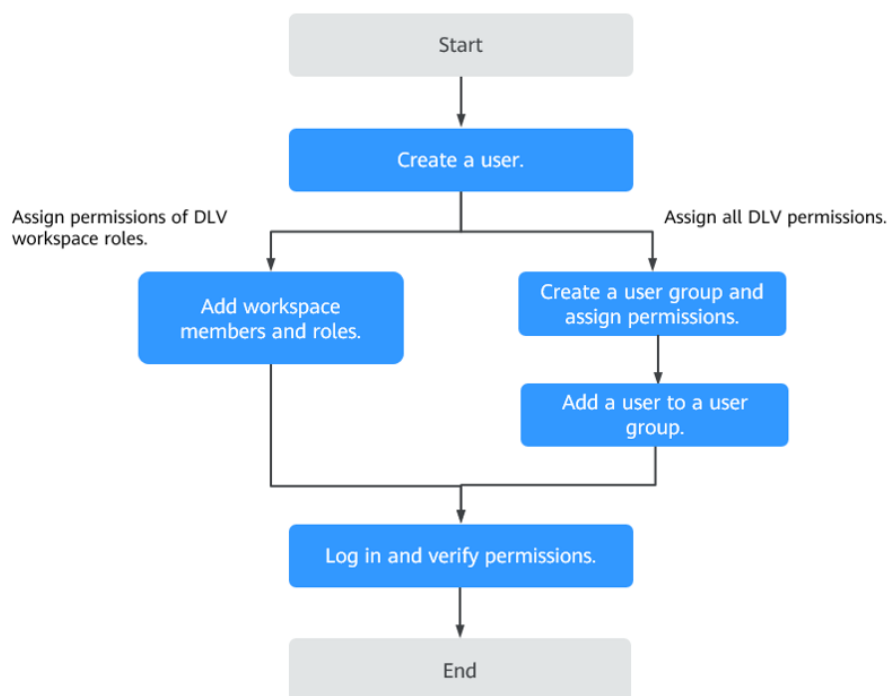 Start
Create a user.
Assign permissions of DLV
workspace roles.
Assign all DLV permissions.
Add workspace
members and roles.
Create a user group and
assign permissions.
Add a user to a user
group.
Log in and verify permissions.
End